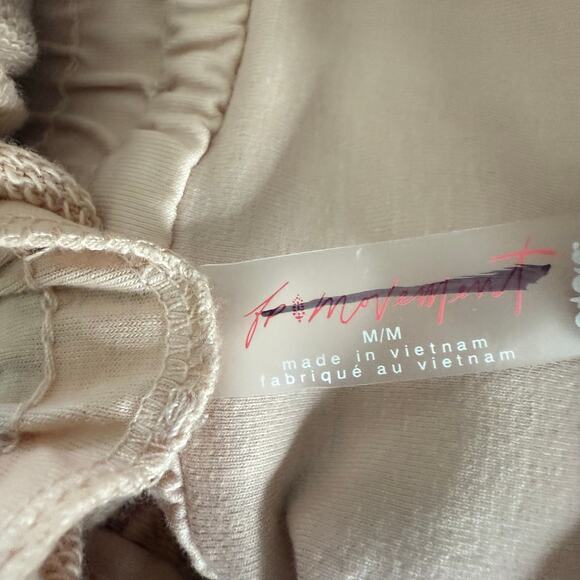 fp movement
M/M
made in vietnam
fabriqué au vietnam